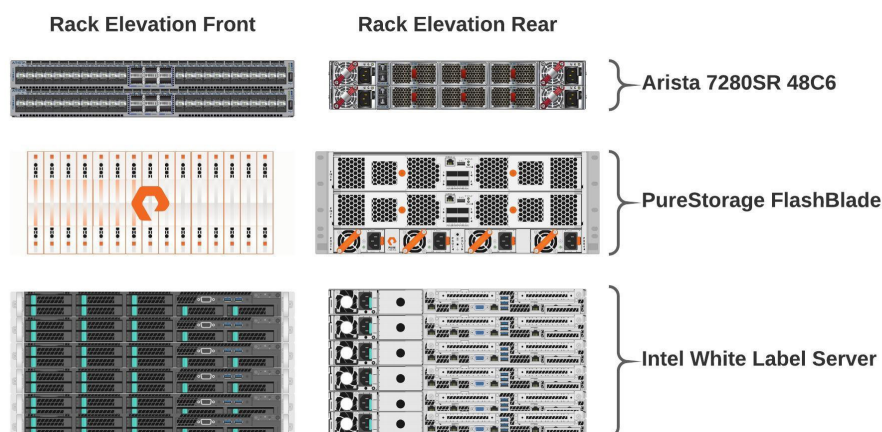 Rack Elevation Front
Rack Elevation Rear
Arista 7280SR 48C6
PureStorage FlashBlade
Intel White Label Server